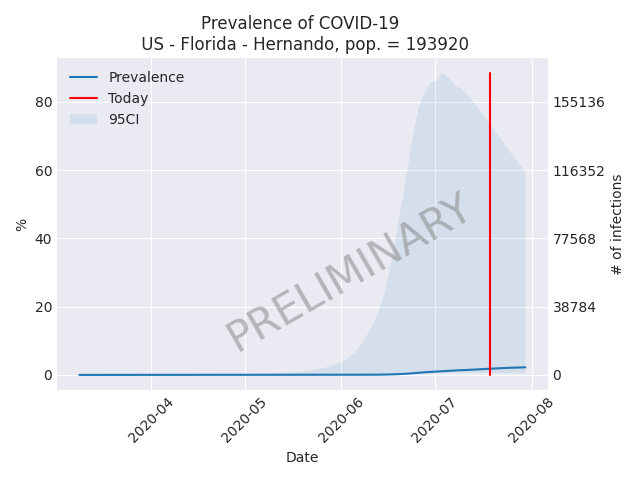 Prevalence of COVID-19
US - Florida - Hernando, pop. = 193920
Prevalence
Today
95CI
80
60
40
20
0
%
155136
116352
77568
38784
0
# of infections
PRELIMINARY
2020-04
2020-05
2020-06
2020-07
2020-08
Date